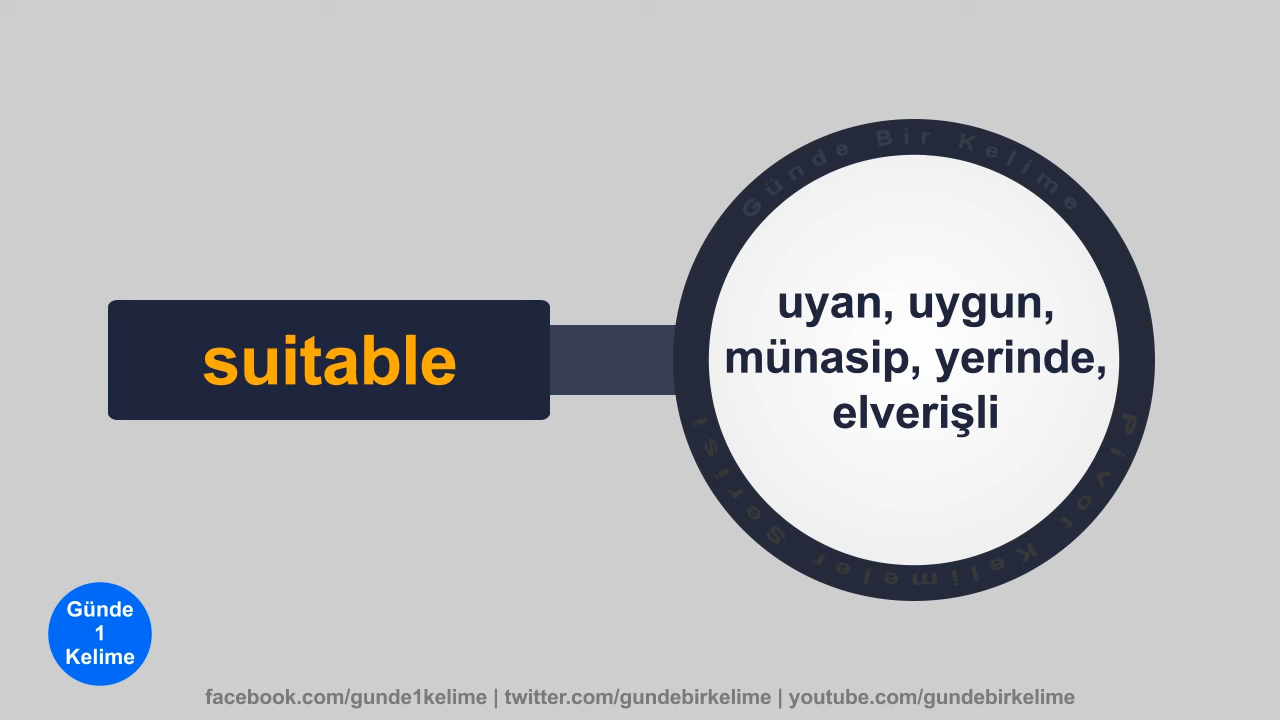 Günde Bir Kelime
suitable
uyan, uygun,
münasip, yerinde,
elverişli
Pivot Kelimeler Serisi
Günde
1
Kelime
facebook.com/gunde1kelime | twitter.com/gundebirkelime | youtube.com/gundebirkelime